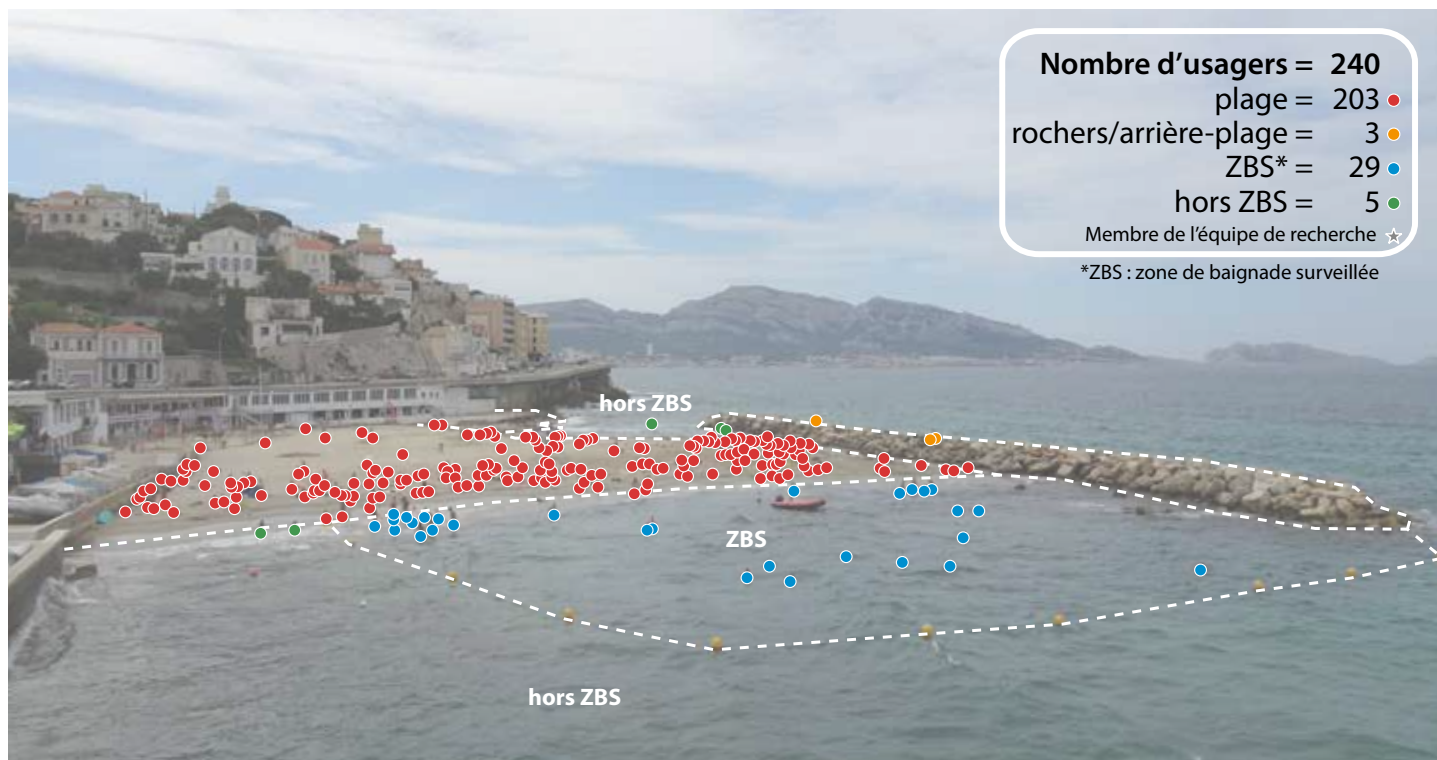 Nombre d'usagers = 240
plage = 203
rochers/arrière-plage = 3
ZBS* = 29
hors ZBS = 5
Membre de l'équipe de recherche
*ZBS : zone de baignade surveillée
hors ZBS
ZBS
hors ZBS